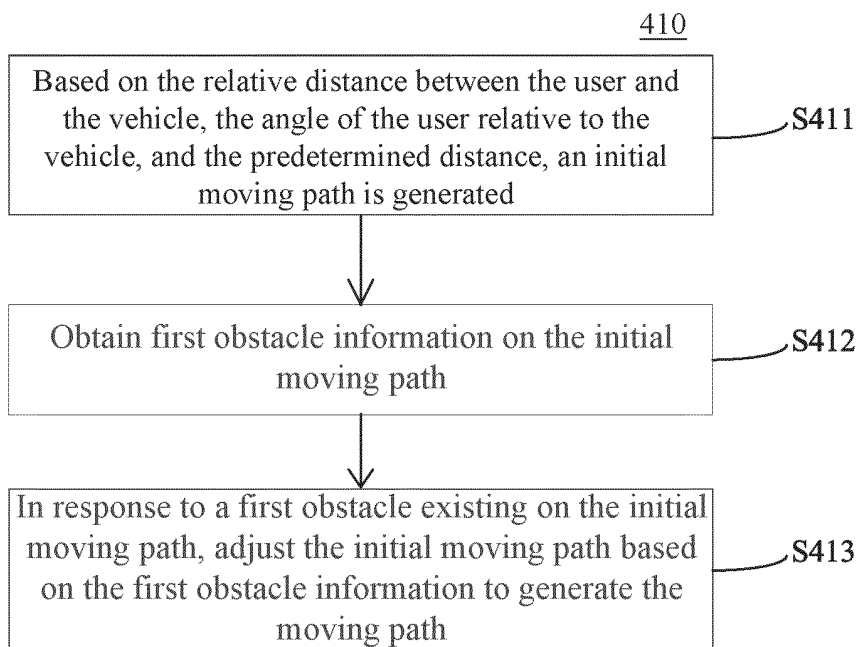 410
Based on the relative distance between the user and
the vehicle, the angle of the user relative to the
vehicle, and the predetermined distance, an initial
moving path is generated
S411
Obtain first obstacle information on the initial
moving path
S412
In response to a first obstacle existing on the initial
moving path, adjust the initial moving path based
on the first obstacle information to generate the
moving path
S413